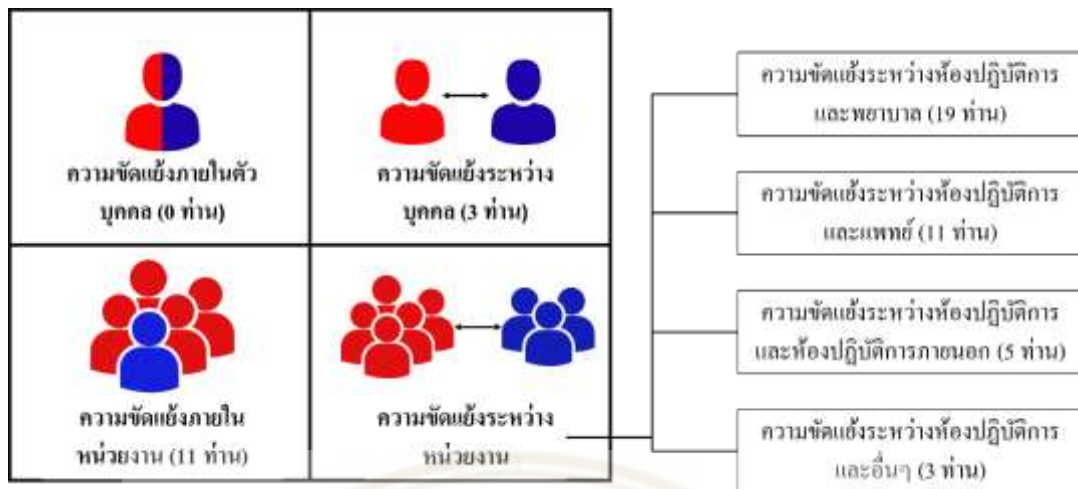 ความขัดแย้งภายในตัว
บุคคล (0 ท่าน)
ความขัดแย้งระหว่าง
บุคคล (3 ท่าน)
ความขัดแย้งภายใน
หน่วยงาน (11 ท่าน)
ความขัดแย้งระหว่าง
หน่วยงาน
ความขัดแย้งระหว่างห้องปฏิบัติการ
และพยาบาล (19 ท่าน)
ความขัดแย้งระหว่างห้องปฏิบัติการ
และแพทย์ (11 ท่าน)
ความขัดแย้งระหว่างห้องปฏิบัติการ
และห้องปฏิบัติการภายนอก (5 ท่าน)
ความขัดแย้งระหว่างห้องปฏิบัติการ
และอื่นๆ (3 ท่าน)